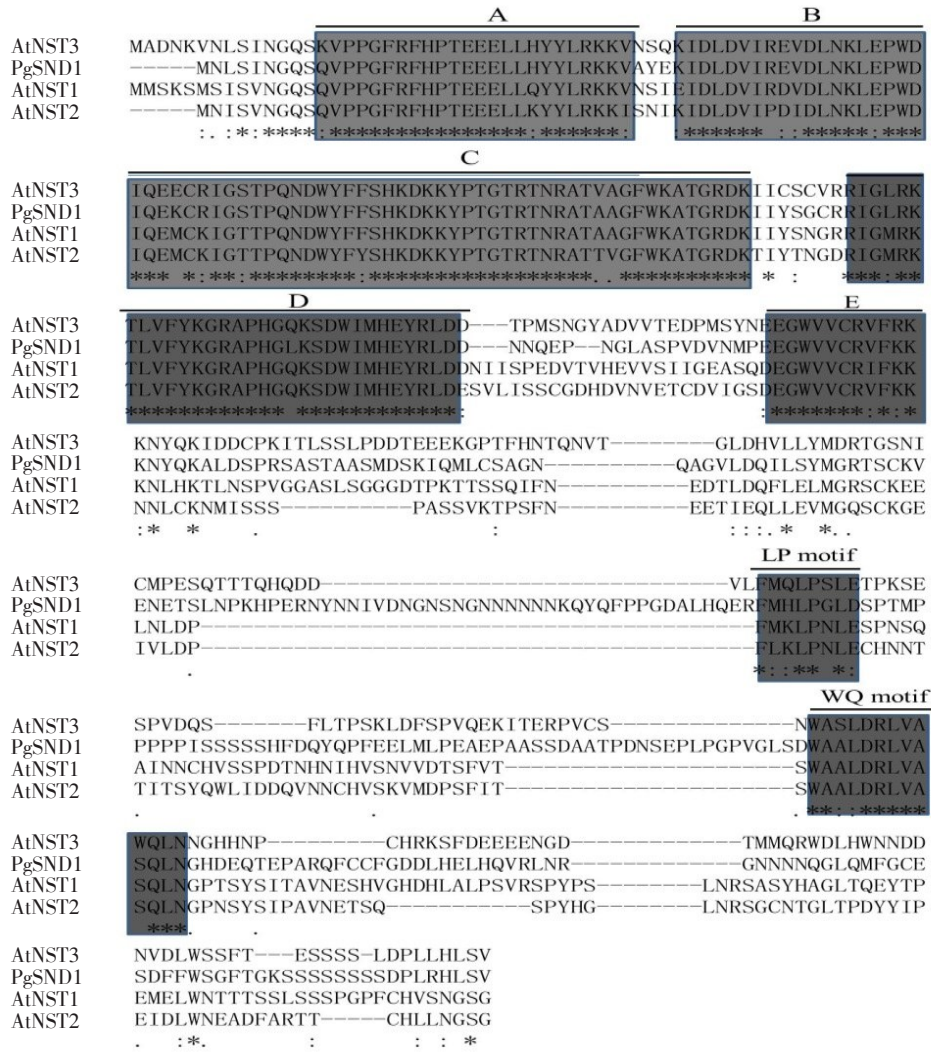 A B
AtNST3 MADNKVNLSINGQSKVPPGFRFHPTEEELLHYYLRKKVNSQKIDLDVIREVDLNKLEPWD
PgSND1 -----MNLSINGQSQVPPGFRFHPTEEELLHYYLRKKVAYEKIDLDVIREVDLNKLEPWD
AtNST1 MMSKSMSISVNGQSQVPPGFRFHPTEEELLQYYLRKKVNSIEIDLDVIRDVDLNKLEPWD
AtNST2 -----MNISVNGQSQVPPGFRFHPTEEELLKYYLRKKISNIKIDLDVIPDIDLNKLEPWD
:. :*:****:***************:******: :****** ::*********
C
AtNST3 IQEECRIGSTPQNDWYFFSHKDKKYPTGTRTNRATVAGFWKATGRDKIICSCVRRIGLRK
PgSND1 IQEKCRIGSTPQNDWYFFSHKDKKYPTGTRTNRATAAGFWKATGRDKIIYSGCRRIGLRK
AtNST1 IQEMCKIGTTPQNDWYFFSHKDKKYPTGTRTNRATAAGFWKATGRDKIIYSNGRRIGMRK
AtNST2 IQEMCKIGTTPQNDWYFYSHKDKKYPTGTRTNRATTVGFWKATGRDKTIYTNGDRIGMRK
*** *:**:********:*****************..********** * : ***:**
D E
AtNST3 TLVFYKGRAPHGQKSDWIMHEYRLDD---TPMSNGYADVVTEDPMSYNEEGWVVCRVFRK
PgSND1 TLVFYKGRAPHGLKSDWIMHEYRLDD---NNQEP--NGLASPVDVNMPEEGWVVCRVFKK
AtNST1 TLVFYKGRAPHGQKSDWIMHEYRLDDNIISPEDVTVHEVVSIIGEASQDEGWVVCRIFKK
AtNST2 TLVFYKGRAPHGQKSDWIMHEYRLDESVLISSCGDHDVNVETCDVIGSDEGWVVCRVFKK
************ ************: :*******:*:*
AtNST3 KNYQKIDDCPKITLSSLPDDTEEEKGPTFHNTQNVT---------GLDHVLLYMDRTGSNI
PgSND1 KNYQKALDSPRSASTAASMDSKIQMLCSAGN----------QAGVLDQILSYMGRTSCKV
AtNST1 KNLHKTLNSPVGGASLSGGGDTPKTTSSQIFN----------EDTLDQFLELMGRSCKEE
AtNST2 NNLCKNMISSS----------PASSVKTPSFN----------EETIEQLLEVMGQSCKGE
:* * . : :::.* *..
LP motif
AtNST3 CMPESQTTTQHQDD-------------------------------VLFMQLPSLETPKSE
PgSND1 ENETSLNPKHPERNYNNIVDNGNSNGNNNNNNKQYQFPPGDALHQERFMHLPGLDSPTMP
AtNST1 LNLDP------------------------------------------FMKLPNLESPNSQ
AtNST2 IVLDP------------------------------------------FLKLPNLECHNNT
. *::** *:
WQ motif
AtNST3 SPVDQS-------FLTPSKLDFSPVQEKITERPVCS--------------NWASLDRLVA
PgSND1 PPPPISSSSSSHFDQYQPFEELMLPEAEPAASSDAATPDNSEPLPGPVGLSDWAALDRLVA
AtNST1 AINNCHVSSPDTNHNIHVSNVVDTSFVT----------------------SWAALDRLVA
AtNST2 TITSYQWLIDDQVNNCHVSKVMDPSFIT----------------------SWAALDRLVA
. . .**:******
AtNST3 WQLNNGHHNP---------CHRKSFDEEEENGD-------------TMMQRWDLHWNNDD
PgSND1 SQLNGHDEQTEPARQFCCFGDDLHELHQVRLNR-------------GNNNNQGLQMFGCE
AtNST1 SQLNGPTSYSITAVNESHVGHDHLALPSVRSPYPS---------LNRSASYHAGLTQEYTP
AtNST2 SQLNGPNSYSIPAVNETSQ-----------SPYHG---------LNRSGCNTGLTPDYYIP
***. .
AtNST3 NVDLWSSFT---ESSSS-LDPLLHLSV
PgSND1 SDFFWSGFTGKSSSSSSSSSDPLRHLSV
AtNST1 EMELWNTTTSSLSSSPGPFCHVSNGSG
AtNST2 EIDLWNEADFARTT-----CHLLNGSG
. :*. : : : *